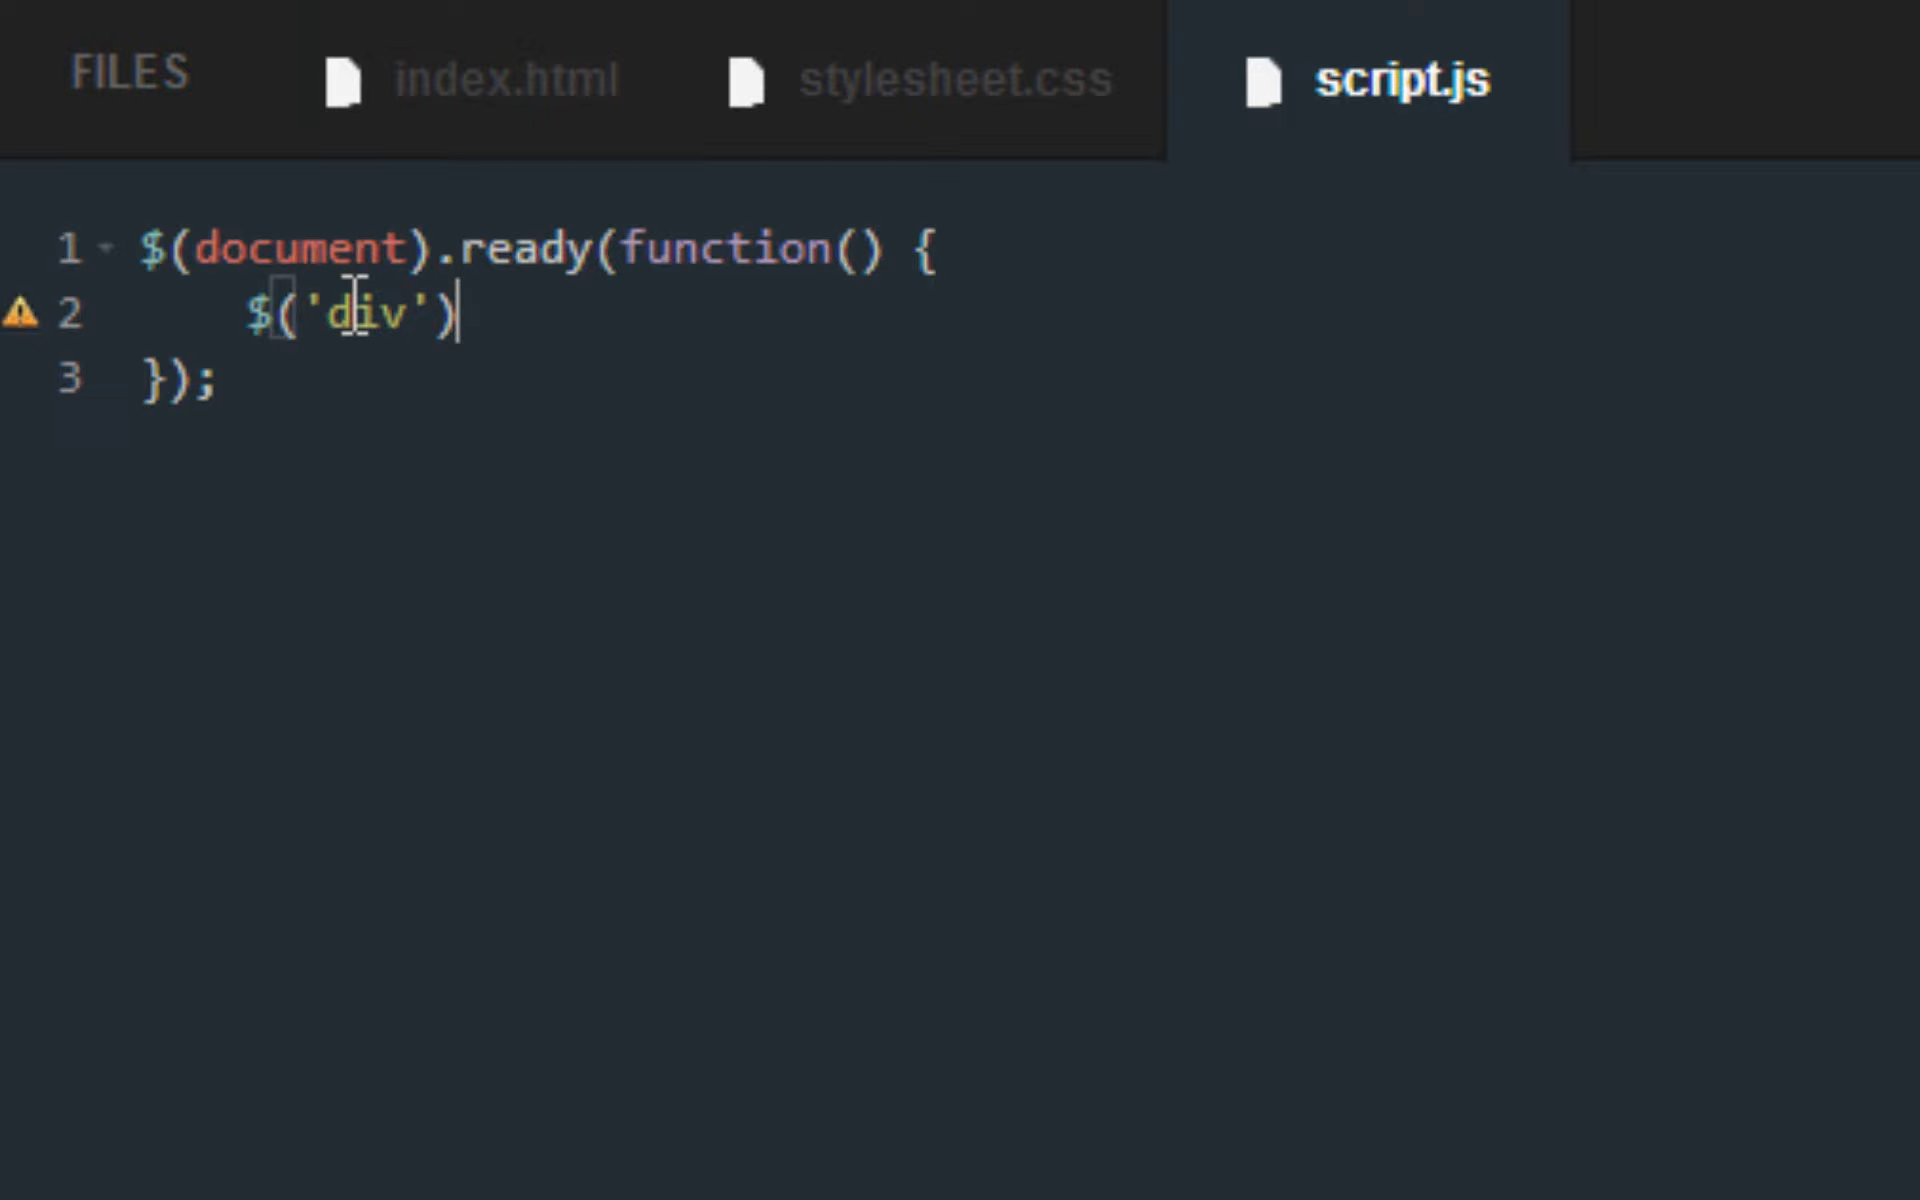 FILES index.html stylesheet.css script.js
1 $(document).ready(function() {
2 $('div')
3 });